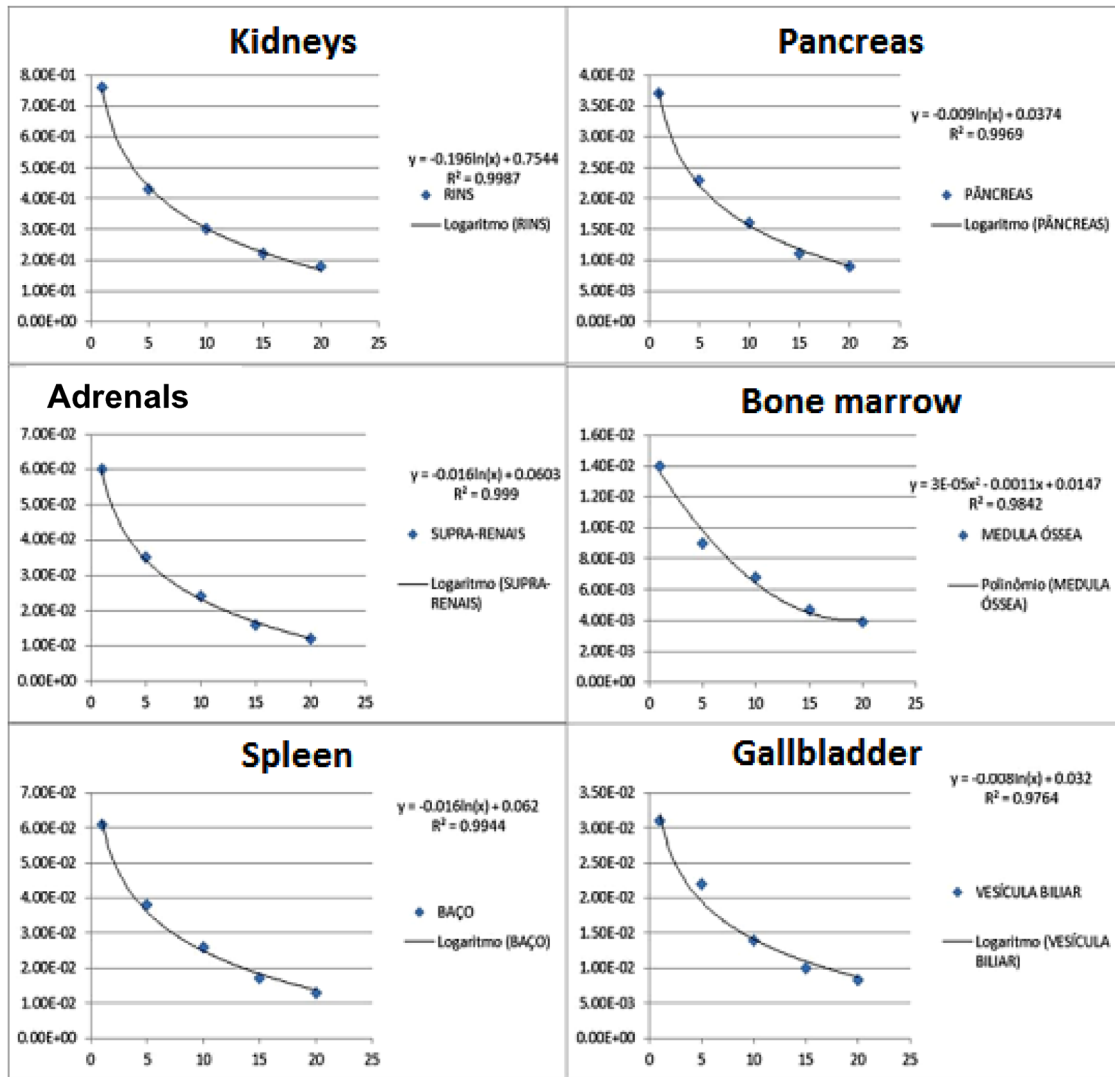 Kidneys
8.00E-01
7.00E-01
6.00E-01
5.00E-01
4.00E-01
3.00E-01
2.00E-01
1.00E-01
0.00E+00
0 5 10 15 20 25
y = -0.196ln(x) + 0.7544
R² = 0.9987
RINS
Logaritmo (RINS)
Pancreas
4.00E-02
3.50E-02
3.00E-02
2.50E-02
2.00E-02
1.50E-02
1.00E-02
5.00E-03
0.00E+00
0 5 10 15 20 25
y = -0.009ln(x) + 0.0374
R² = 0.9969
PÂNCREAS
Logaritmo (PÂNCREAS)
Adrenals
7.00E-02
6.00E-02
5.00E-02
4.00E-02
3.00E-02
2.00E-02
1.00E-02
0.00E+00
0 5 10 15 20 25
y = -0.016ln(x) + 0.0603
R² = 0.999
SUPRA-RENAIS
Logaritmo (SUPRA-
RENAIS)
Bone marrow
1.60E-02
1.40E-02
1.20E-02
1.00E-02
8.00E-03
6.00E-03
4.00E-03
2.00E-03
0.00E+00
0 5 10 15 20 25
y = 3E-05x² - 0.0011x + 0.0147
R² = 0.9842
MEDULA ÓSSEA
Polinômio (MEDULA
ÓSSEA)
Spleen
7.00E-02
6.00E-02
5.00E-02
4.00E-02
3.00E-02
2.00E-02
1.00E-02
0.00E+00
0 5 10 15 20 25
y = -0.016ln(x) + 0.062
R² = 0.9944
BAÇO
Logaritmo (BAÇO)
Gallbladder
3.50E-02
3.00E-02
2.50E-02
2.00E-02
1.50E-02
1.00E-02
5.00E-03
0.00E+00
0 5 10 15 20 25
y = -0.008ln(x) + 0.032
R² = 0.9764
VESÍCULA BILIAR
Logaritmo (VESÍCULA
BILIAR)